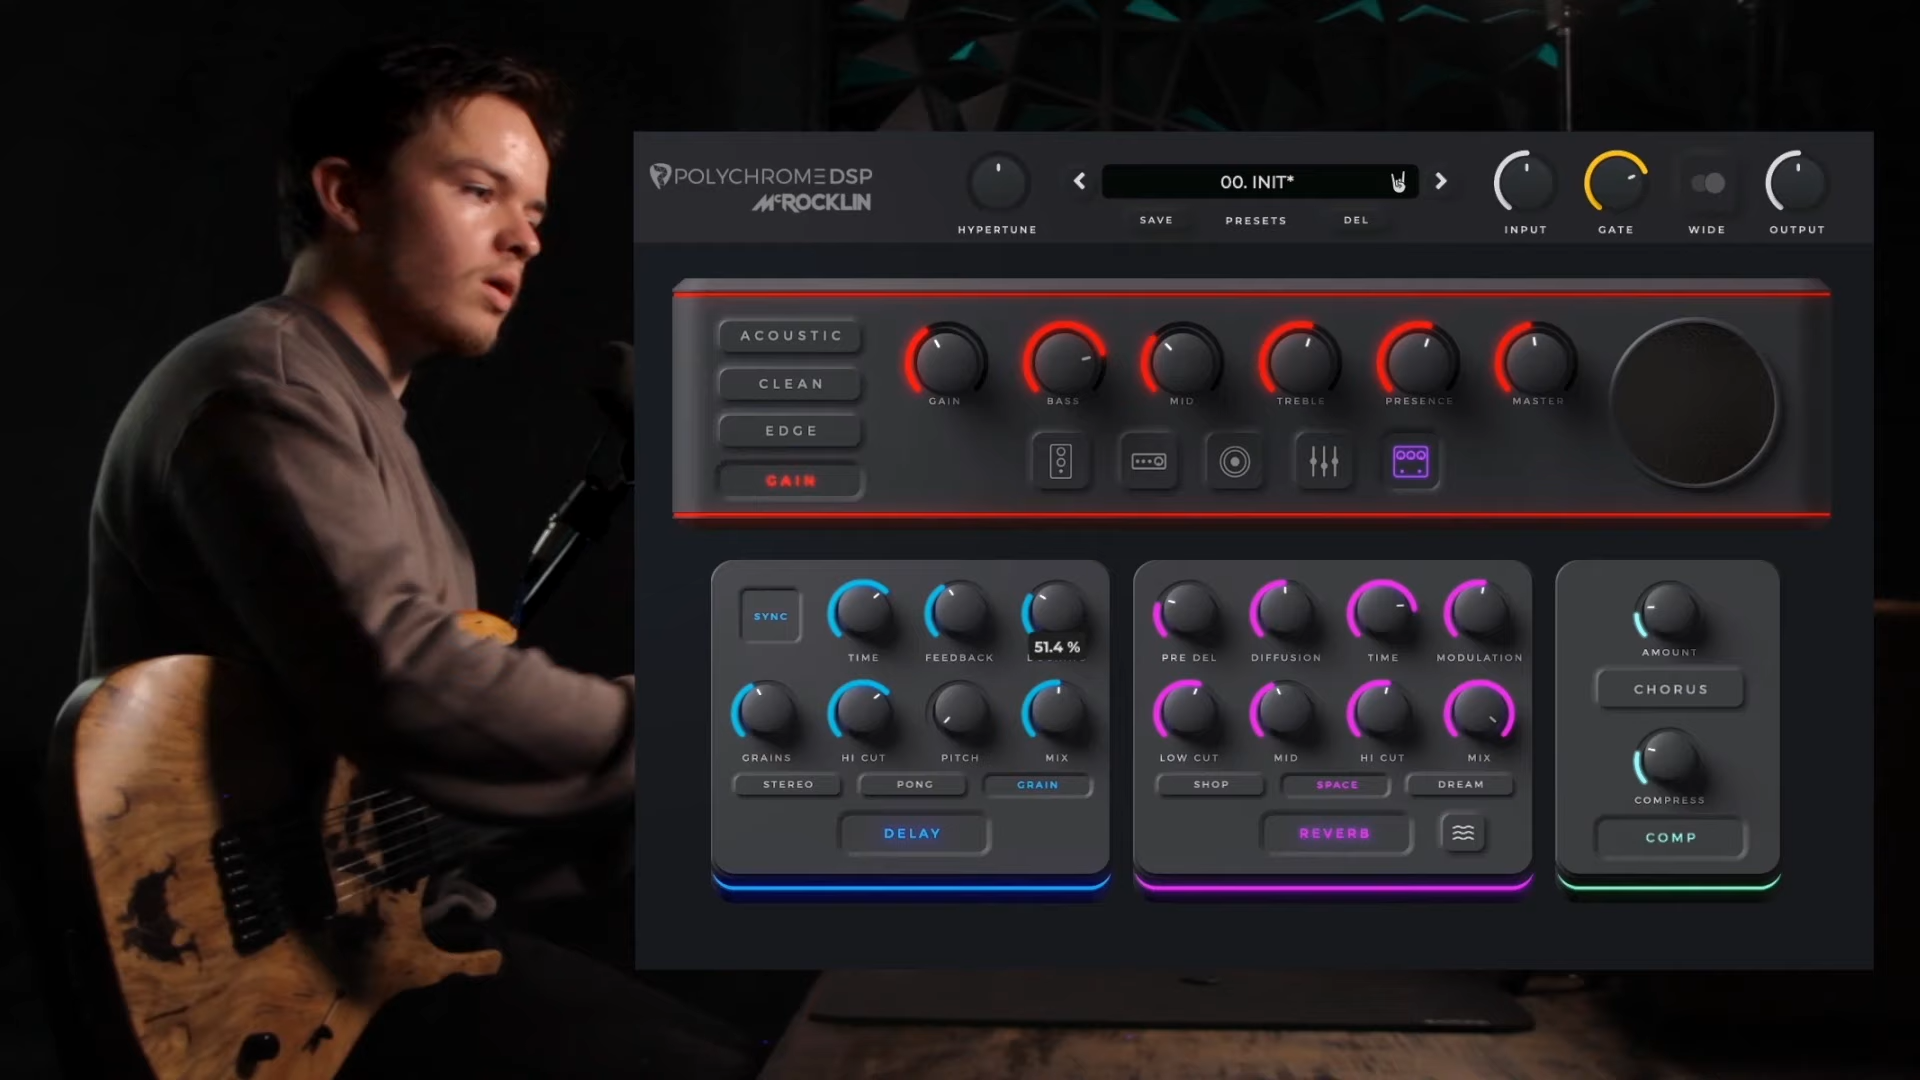 POLYCHROMEDSP
McROCKLIN
HYPERTUNE
00. INIT*
SAVE
PRESETS
DEL
INPUT
GATE
WIDE
OUTPUT
ACOUSTIC
CLEAN
EDGE
GAIN
GAIN
BASS
MID
TREBLE
PRESENCE
MASTER
SYNC
TIME
FEEDBACK
51.4 %
GRAINS
HI CUT
PITCH
MIX
STEREO
PONG
GRAIN
DELAY
PRE DEL
DIFFUSION
TIME
MODULATION
LOW CUT
MID
HI CUT
MIX
SHOP
SPACE
DREAM
REVERB
AMOUNT
CHORUS
COMPRESS
COMP